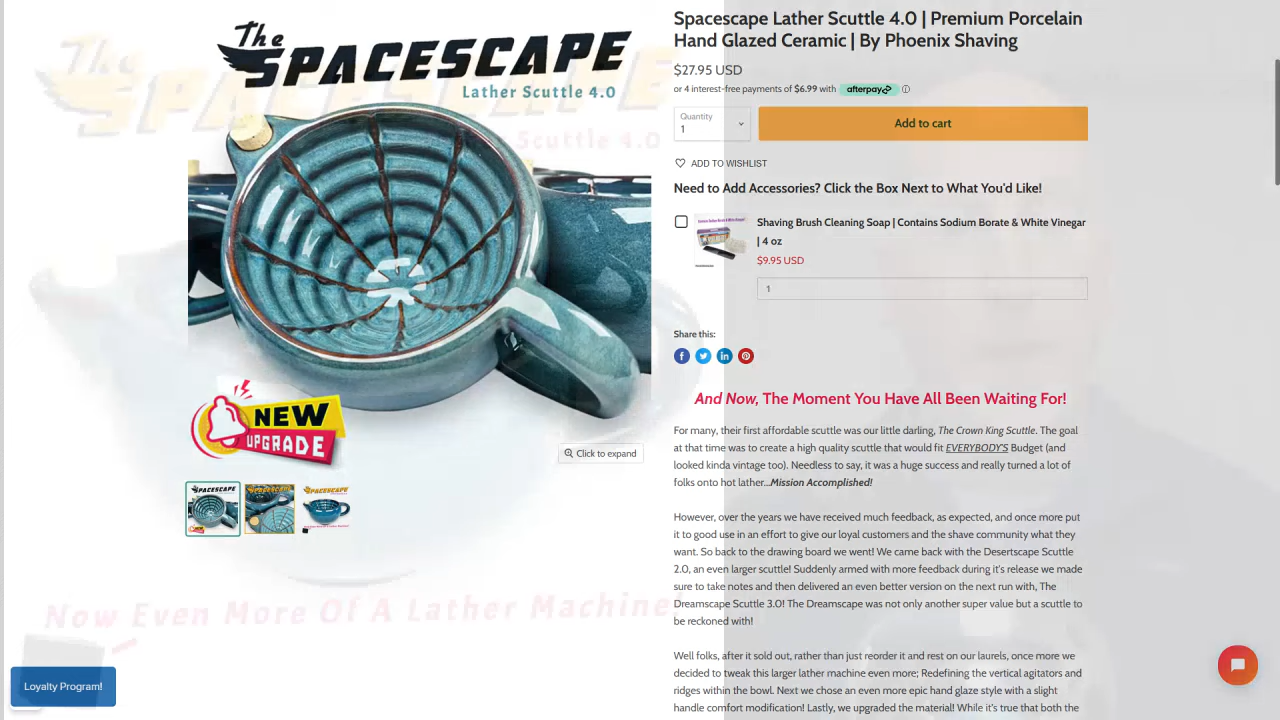 The
SPACESCAPE
Lather Scuttle 4.0
NEW
UPGRADE
Click to expand
Now Even More Of A Lather Machine!
Loyalty Program!
Spacescape Lather Scuttle 4.0 | Premium Porcelain
Hand Glazed Ceramic | By Phoenix Shaving
$27.95 USD
or 4 interest-free payments of $6.99 with afterpay
Quantity
1
Add to cart
ADD TO WISHLIST
Need to Add Accessories? Click the Box Next to What You'd Like!
Shaving Brush Cleaning Soap | Contains Sodium Borate & White Vinegar
| 4 oz
$9.95 USD
1
Share this:
And Now, The Moment You Have All Been Waiting For!
For many, their first affordable scuttle was our little darling, The Crown King Scuttle. The goal
at that time was to create a high quality scuttle that would fit EVERYBODY'S Budget (and
looked kinda vintage too). Needless to say, it was a huge success and really turned a lot of
folks onto hot lather...Mission Accomplished!
However, over the years we have received much feedback, as expected, and once more put
it to good use in an effort to give our loyal customers and the shave community what they
want. So back to the drawing board we went! We came back with the Desertscape Scuttle
2.0, an even larger scuttle! Suddenly armed with more feedback during it's release we made
sure to take notes and then delivered an even better version on the next run with, The
Dreamscape Scuttle 3.0! The Dreamscape was not only another super value but a scuttle to
be reckoned with!
Well folks, after it sold out, rather than just reorder it and rest on our laurels, once more we
decided to tweak this larger lather machine even more; Redefining the vertical agitators and
ridges within the bowl. Next we chose an even more epic hand glaze style with a slight
handle comfort modification! Lastly, we upgraded the material! While it's true that both the